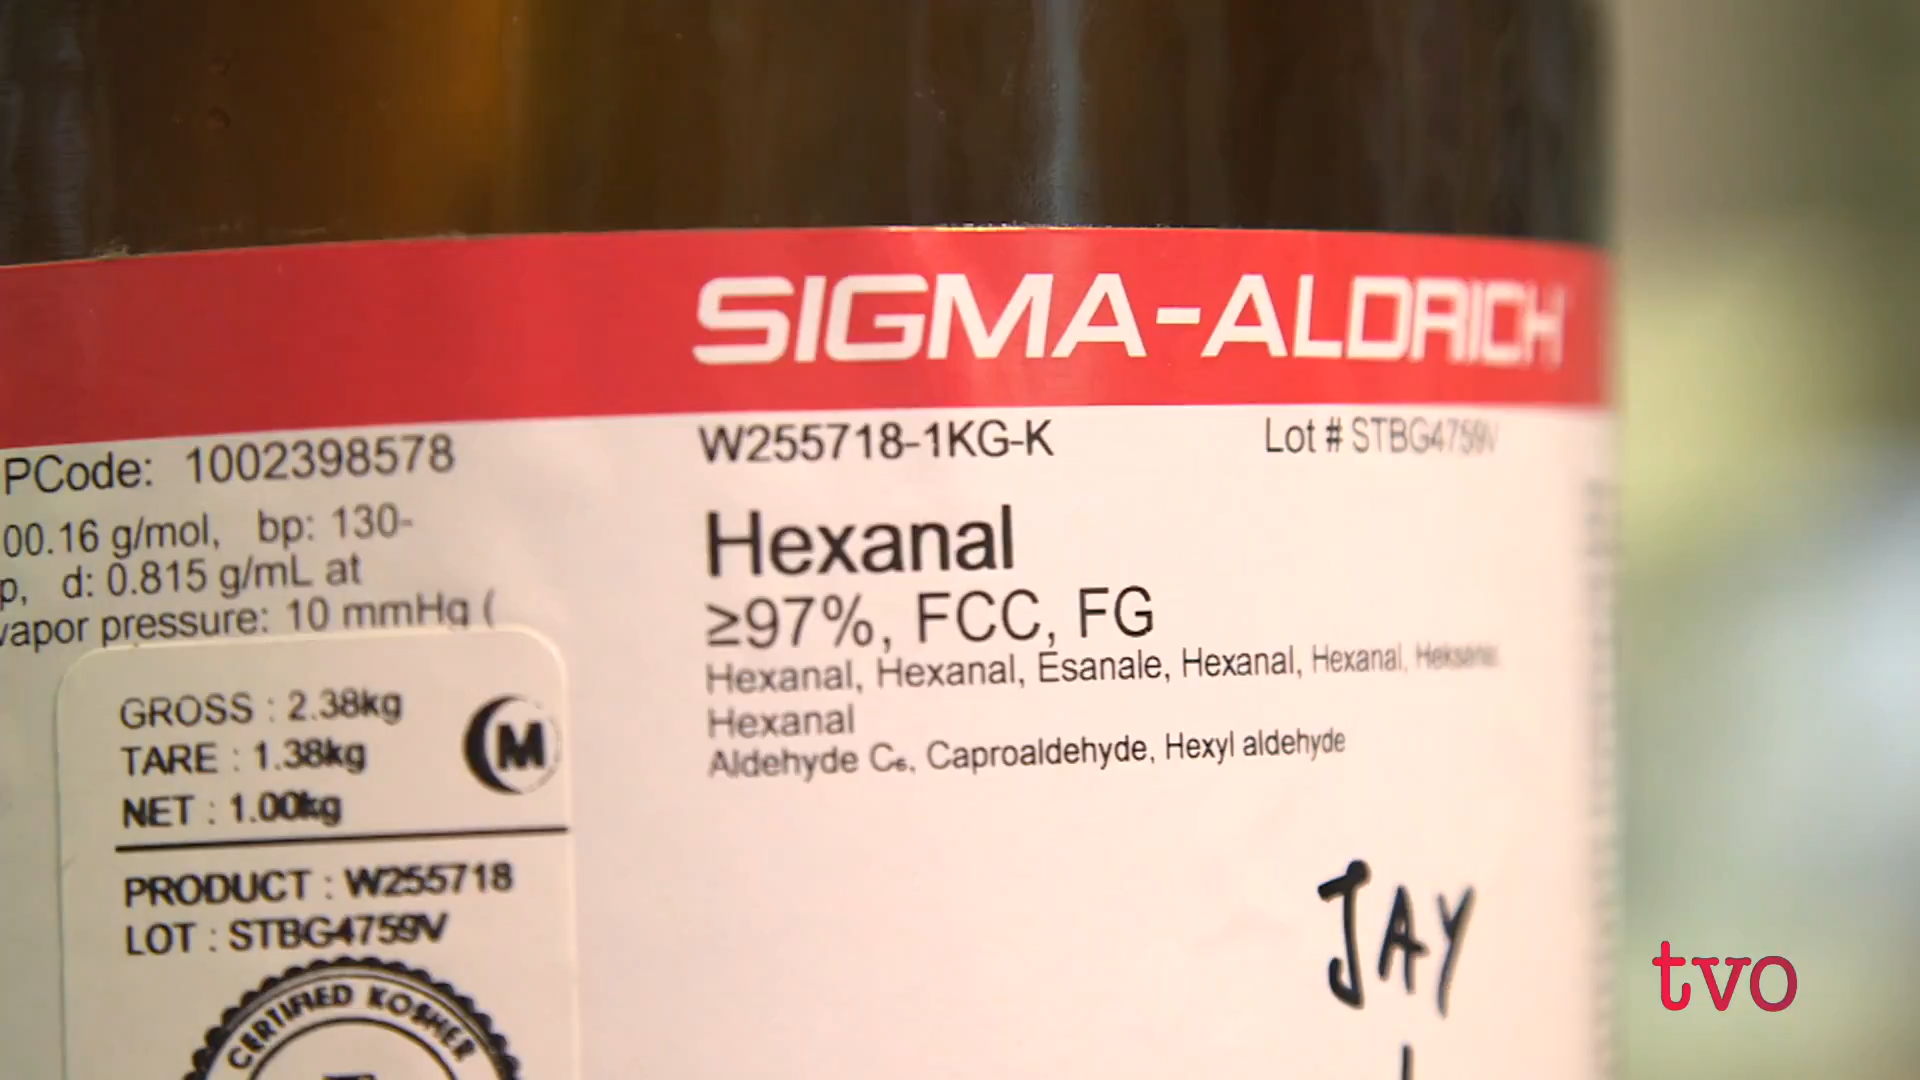 SIGMA-ALDRICH
PCode: 1002398578
00.16 g/mol, bp: 130-
p, d: 0.815 g/mL at
vapor pressure: 10 mmHg (
GROSS : 2.38kg
TARE : 1.38kg
NET : 1.00kg
M
PRODUCT : W255718
LOT : STBG4759V
CERTIFIED KOSHER
W255718-1KG-K Lot # STBG4759V
Hexanal
≥97%, FCC, FG
Hexanal, Hexanal, Esanale, Hexanal, Hexanal,
Hexanal
Aldehyde C₆, Caproaldehyde, Hexyl aldehyde
JAY
tvo